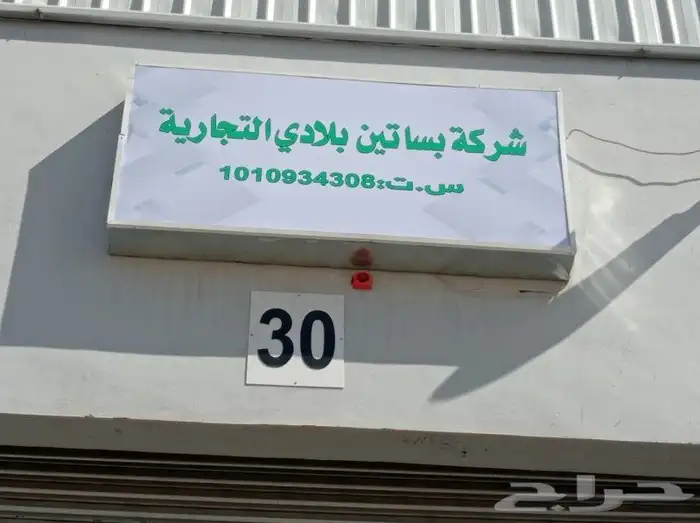 شركة بساتين بلادي التجارية
س.ت:1010934308
30
حراج